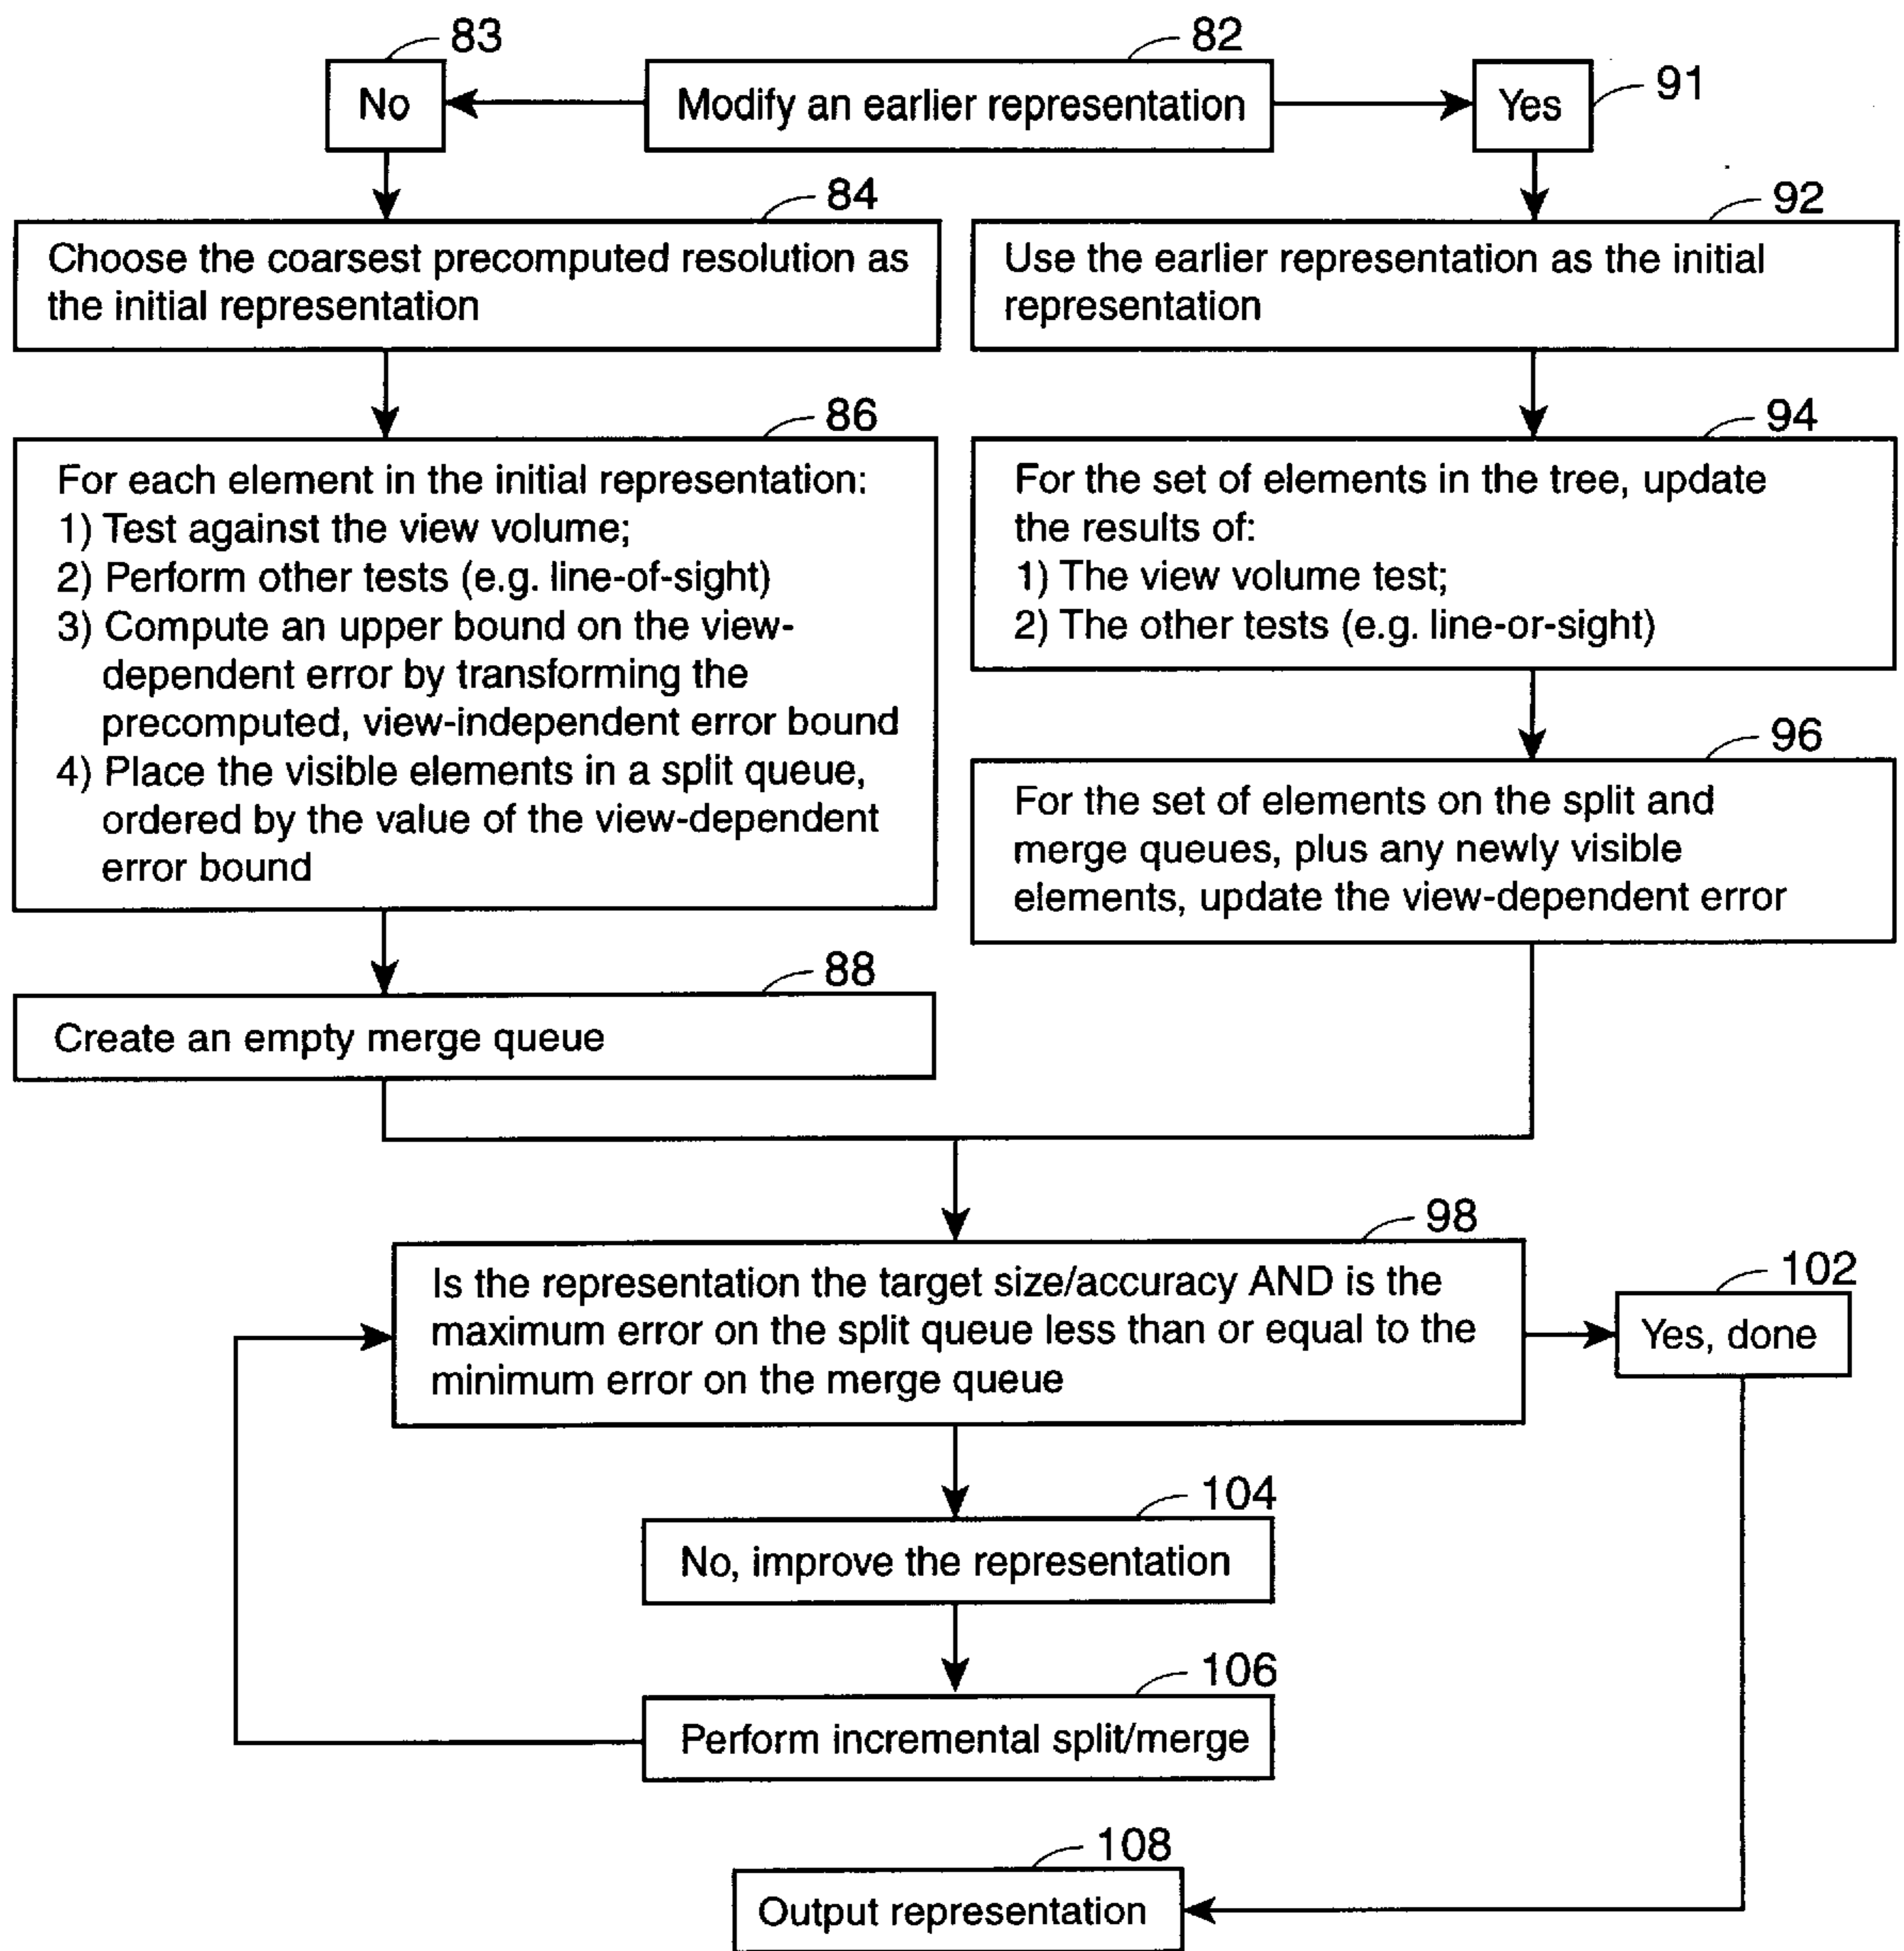 83
82
91
No
Modify an earlier representation
Yes
84
Choose the coarsest precomputed resolution as
the initial representation
92
Use the earlier representation as the initial
representation
86
For each element in the initial representation:
1) Test against the view volume;
2) Perform other tests (e.g. line-of-sight)
3) Compute an upper bound on the view-
dependent error by transforming the
precomputed, view-independent error bound
4) Place the visible elements in a split queue,
ordered by the value of the view-dependent
error bound
94
For the set of elements in the tree, update
the results of:
1) The view volume test;
2) The other tests (e.g. line-or-sight)
96
For the set of elements on the split and
merge queues, plus any newly visible
elements, update the view-dependent error
88
Create an empty merge queue
98
Is the representation the target size/accuracy AND is the
maximum error on the split queue less than or equal to the
minimum error on the merge queue
102
Yes, done
104
No, improve the representation
106
Perform incremental split/merge
108
Output representation